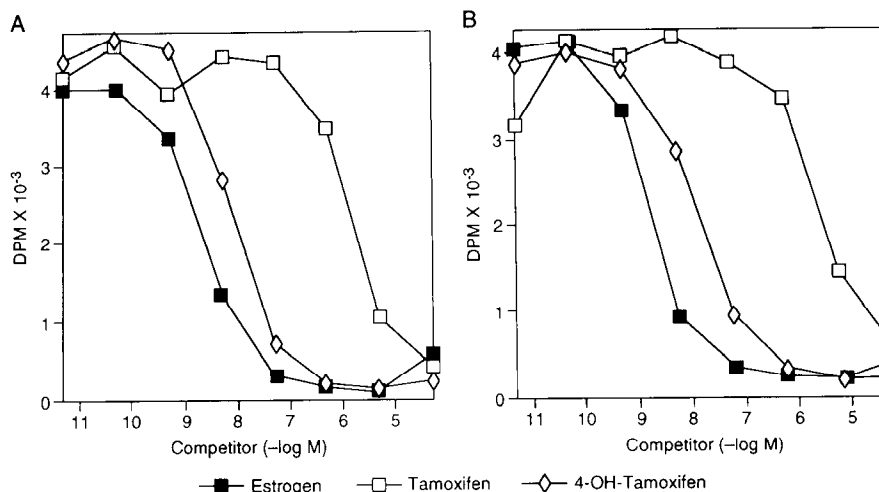 A
B
DPM X 10⁻³
4
3
2
1
0
11 10 9 8 7 6 5
Competitor (–log M)
DPM X 10⁻³
4
3
2
1
0
11 10 9 8 7 6 5
Competitor (–log M)
Estrogen Tamoxifen 4-OH-Tamoxifen